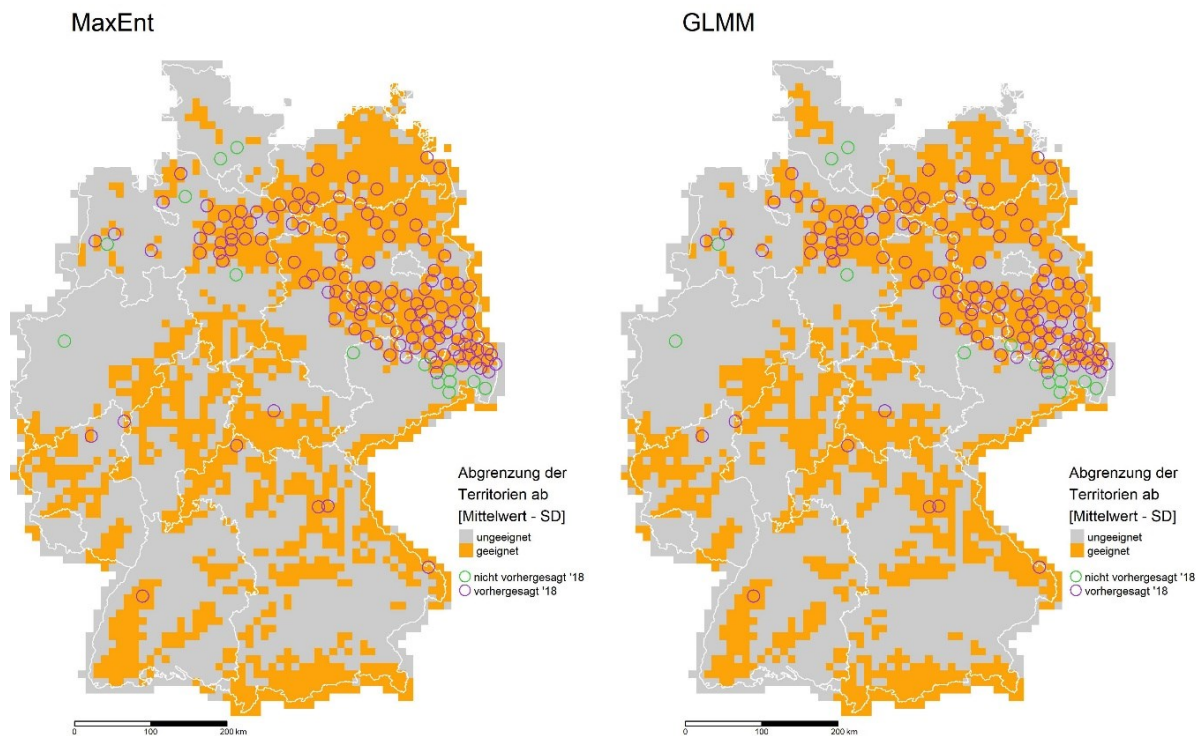 MaxEnt
Abgrenzung der
Territorien ab
[Mittelwert - SD]
ungeeignet
geeignet
nicht vorhergesagt '18
vorhergesagt '18
0 100 200 km
GLMM
Abgrenzung der
Territorien ab
[Mittelwert - SD]
ungeeignet
geeignet
nicht vorhergesagt '18
vorhergesagt '18
0 100 200 km